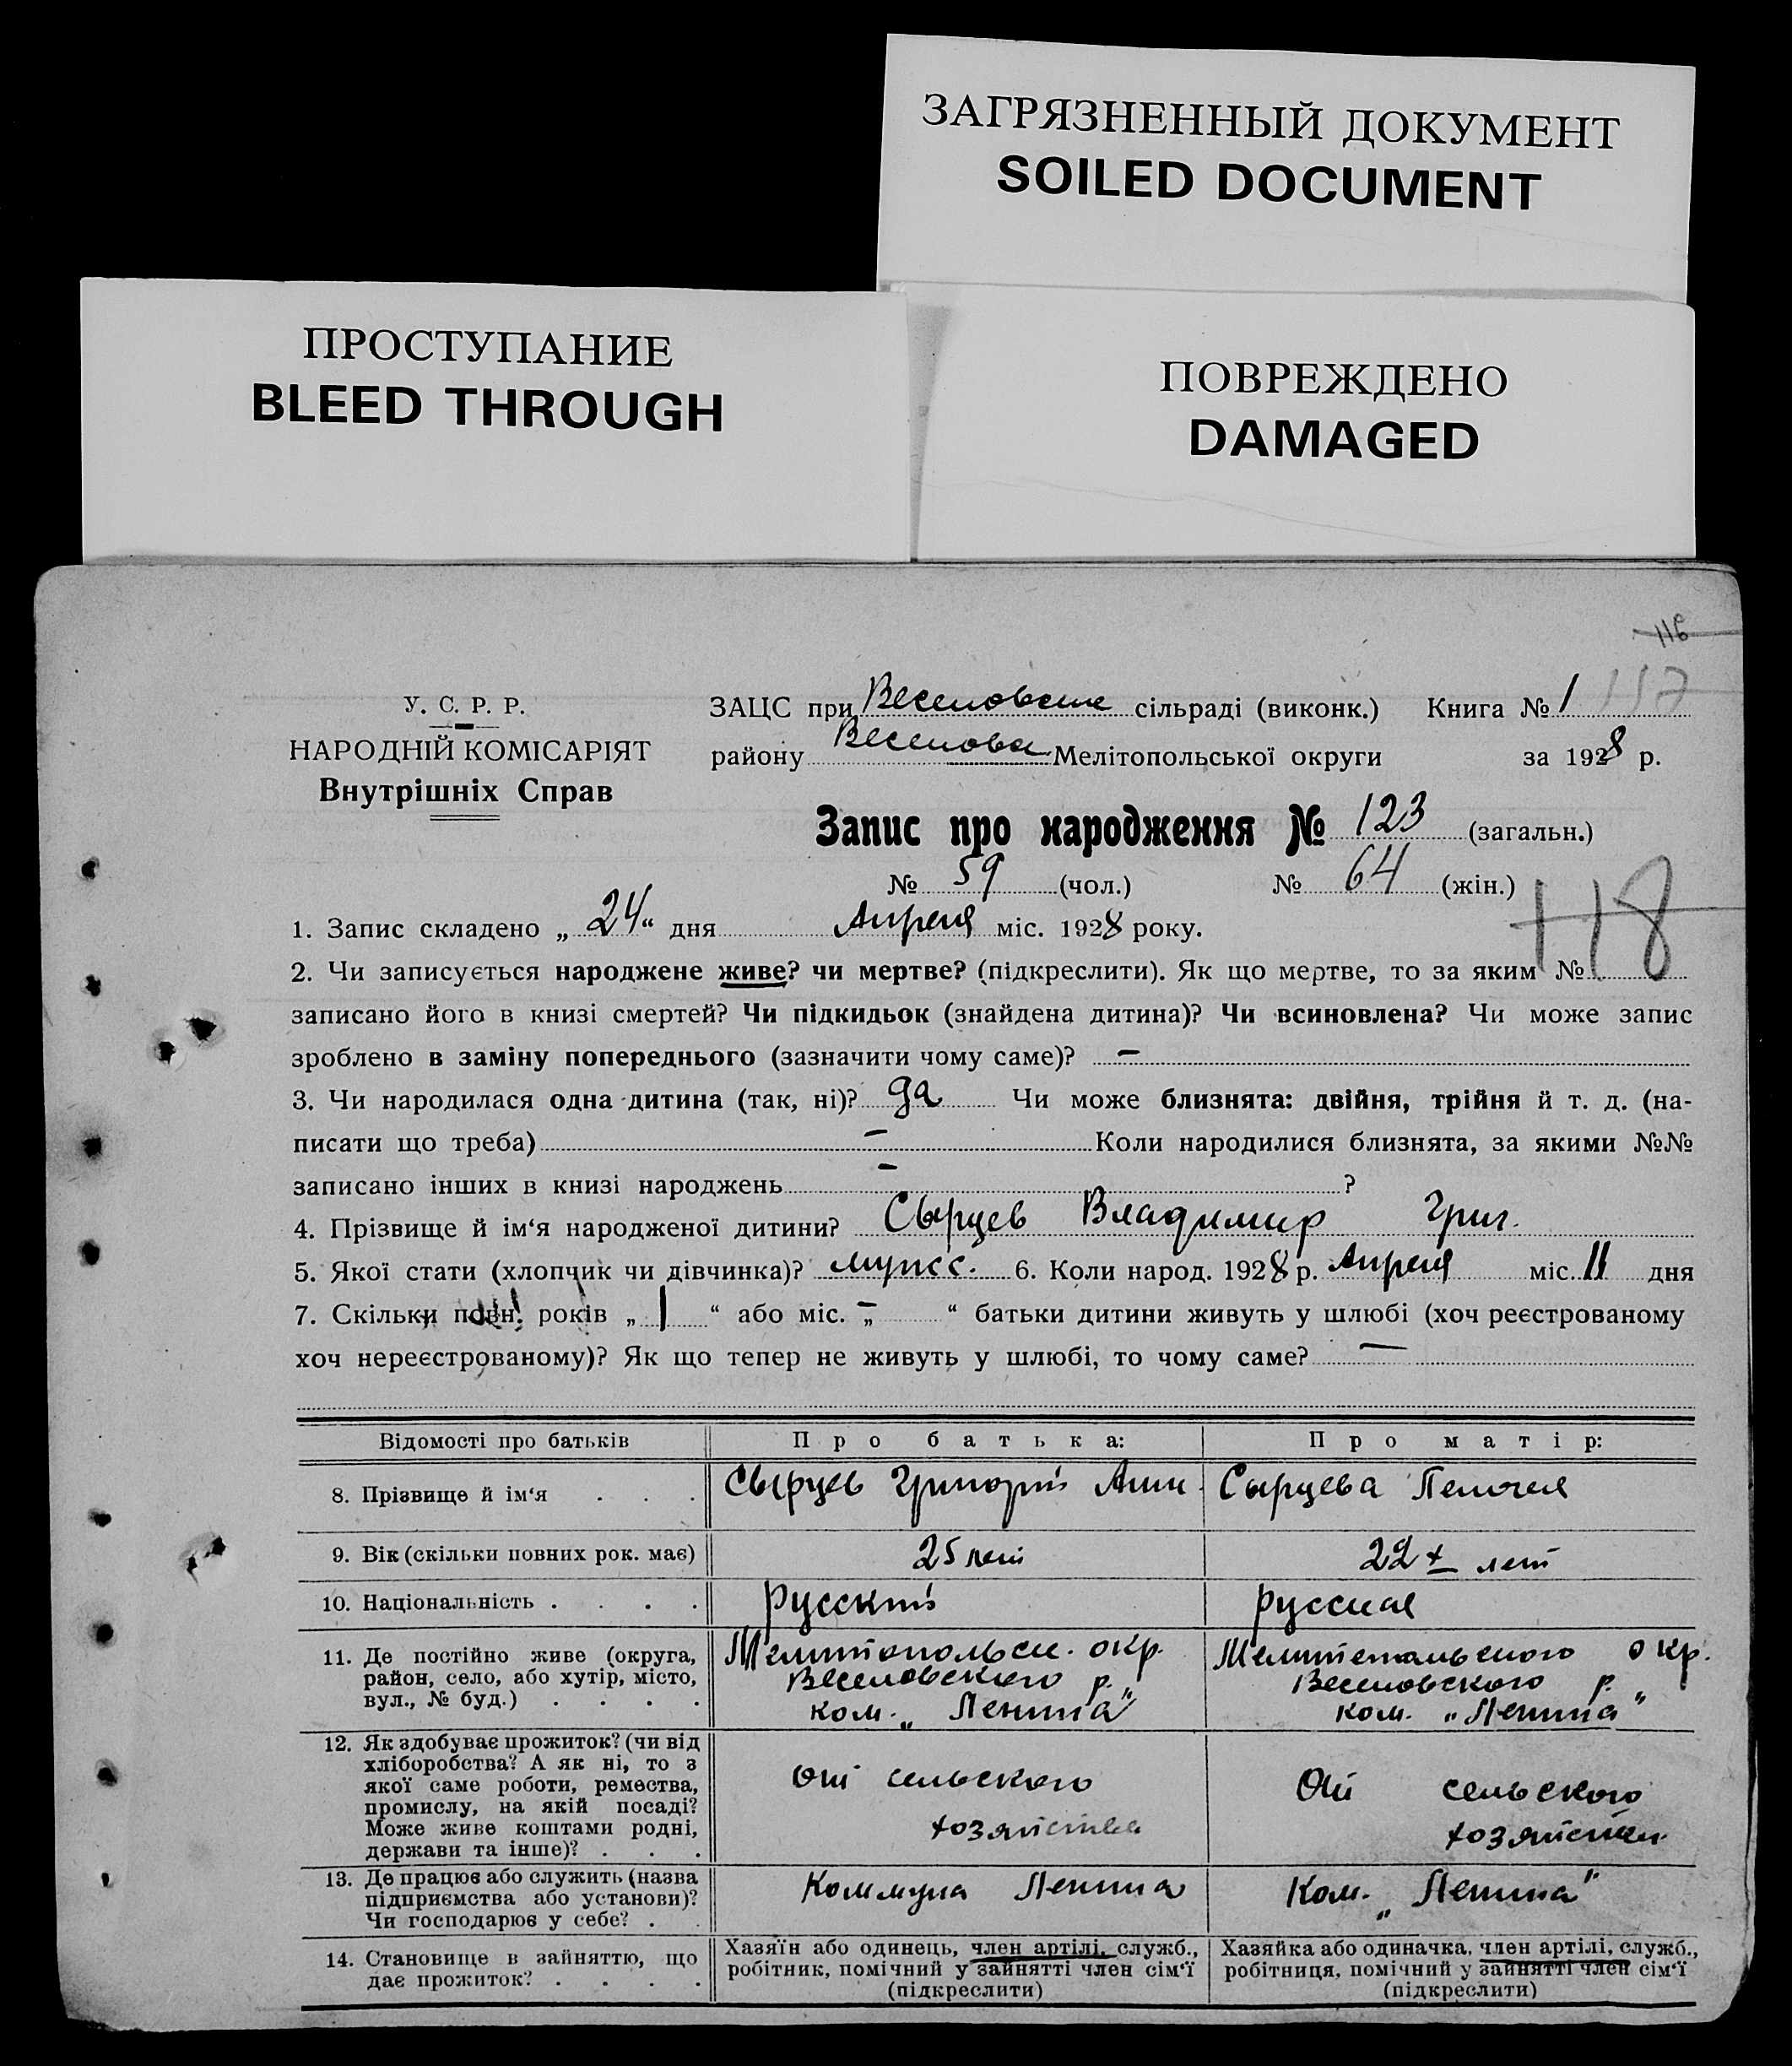 ЗАГРЯЗНЕННЫЙ ДОКУМЕНТ
SOILED DOCUMENT
ПРОСТУПАНИЕ
BLEED THROUGH
ПОВРЕЖДЕНО
DAMAGED
116
У. С. Р. Р.
НАРОДНІЙ КОМІСАРІЯТ
Внутрішніх Справ
ЗАЦС при сільраді (виконк.) Книга № 1 117
району Мелітопольської округи за 1928 р.
Запис про народження № 123 (загальн.)
№ 59 (чол.) № 64 (жін.)
118
1. Запис складено „ 24 “ дня Апреля міс. 1928 року.
2. Чи записується народжене живе? чи мертве? (підкреслити). Як що мертве, то за яким №
записано його в книзі смертей? Чи підкидьок (знайдена дитина)? Чи всиновлена? Чи може запис
зроблено в заміну попереднього (зазначити чому саме)? –
3. Чи народилася одна дитина (так, ні)? да Чи може близнята: двійня, трійня й т. д. (на-
писати що треба) – Коли народилися близнята, за якими №№
записано інших в книзі народжень – ?
4. Прізвище й ім‘я народженої дитини? Сырцев Владимир Григ.
5. Якої стати (хлопчик чи дівчинка)? 6. Коли народ. 1928 р. Апреля міс. 11 дня
7. Скільки повн. років „ 1 “ або міс. „ – “ батьки дитини живуть у шлюбі (хоч реєстрованому
хоч нереєстрованому)? Як що тепер не живуть у шлюбі, то чому саме? —
Відомості про батьків
Про батька:
Про матір:
8. Прізвище й ім‘я . . .
Сырцев Григорій
Сырцева
9. Вік (скільки повних рок. має)
25 лет
22 лет
10. Національність . . . .
Русскій
русская
11. Де постійно живе (округа,
район, село, або хутір, місто,
вул., № буд.) . . . .
Мелитопольск. окр.
Веселовского р.
ком. „Ленина“
Мелитопольского окр.
Веселовского р.
ком. „Ленина“
12. Як здобуває прожиток? (чи від
хліборобства? А як ні, то з
якої саме роботи, ремества,
промислу, на якій посаді?
Може живе коштами родні,
держави та інше)? . . .
От сельского
хозяйства
От сельского
хозяйства
13. Де працює або служить (назва
підприємства або установи)?
Чи господарює у себе? .
Коммуна Ленина
Ком. „Ленина“
14. Становище в зайняттю, що
дає прожиток? . . . .
Хазяїн або одинець, член артілі, служб.,
робітник, помічний у зайнятті член сім‘ї
(підкреслити)
Хазяйка або одиначка, член артілі, служб.,
робітниця, помічний у зайнятті член сім‘ї
(підкреслити)